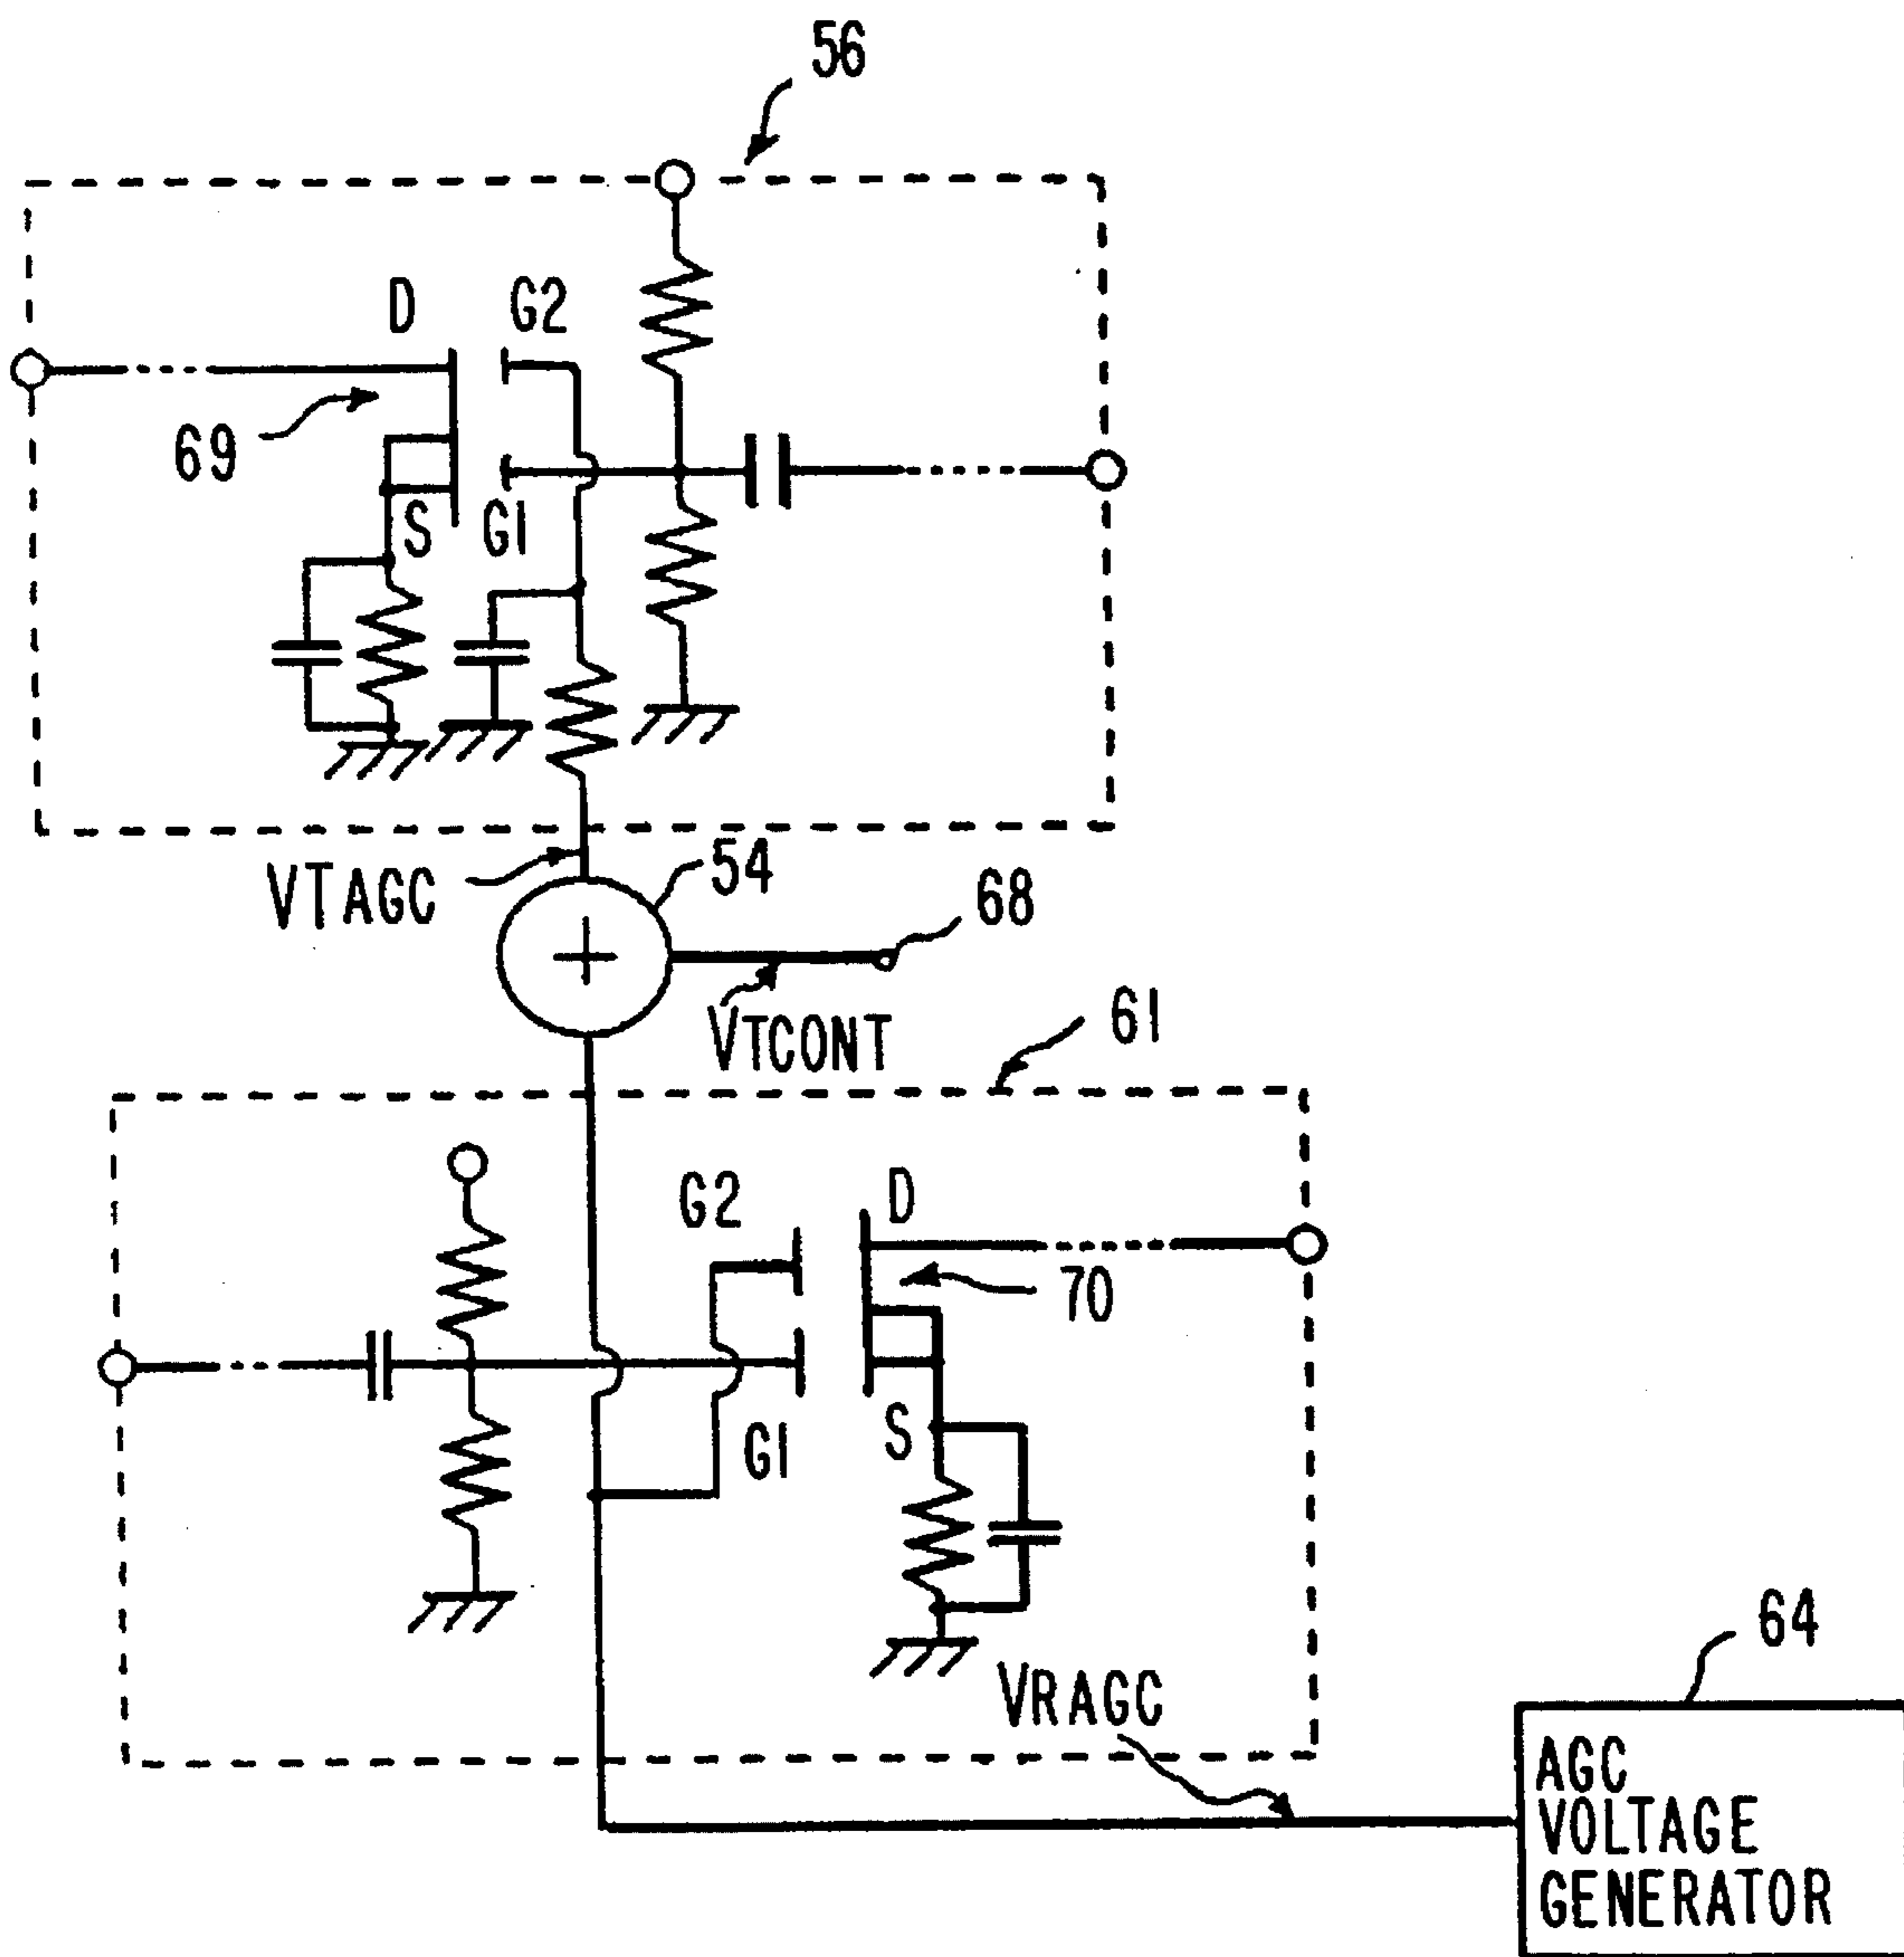 56
D G2
69
S G1
VTAGC
54
68
VTCONT
61
G2 D
70
G1 S
VRAGC
64
AGC
VOLTAGE
GENERATOR